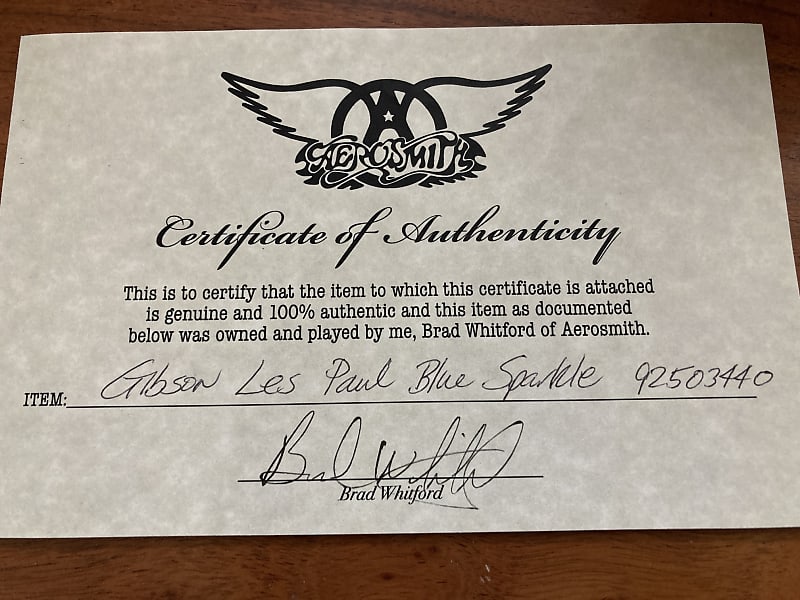 AEROSMITH
Certificate of Authenticity
This is to certify that the item to which this certificate is attached
is genuine and 100% authentic and this item as documented
below was owned and played by me, Brad Whitford of Aerosmith.
ITEM: Gibson Les Paul Blue Sparkle 92503440
Brad Whitford
Brad Whitford